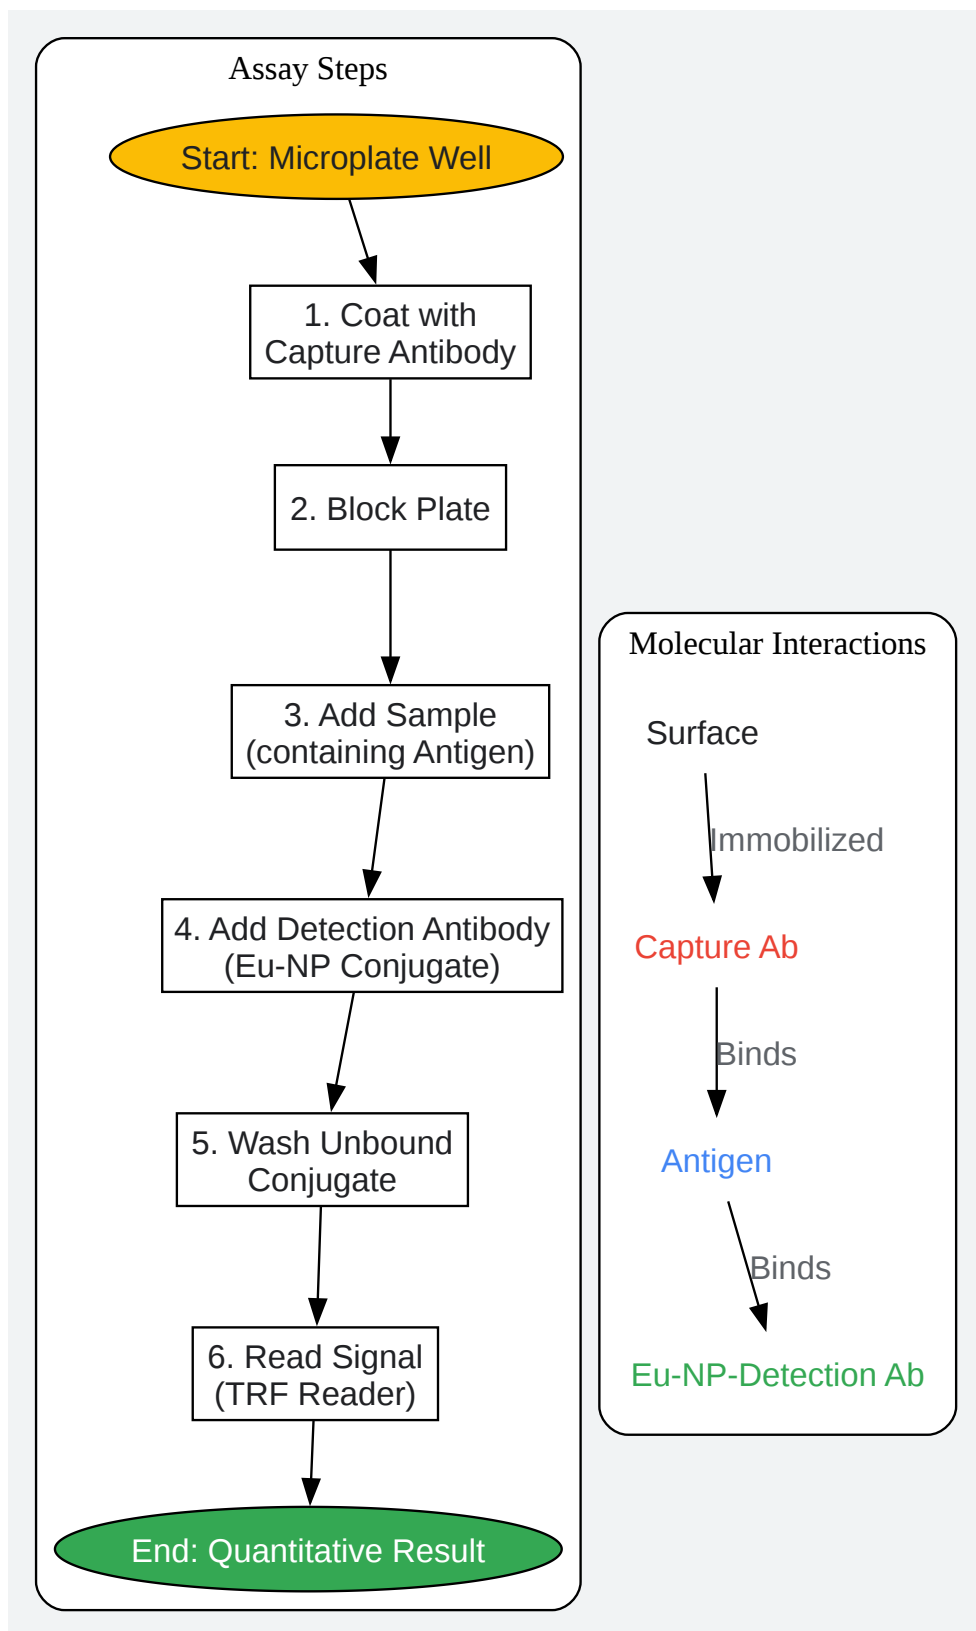 Assay Steps
Start: Microplate Well
1. Coat with
Capture Antibody
2. Block Plate
3. Add Sample
(containing Antigen)
4. Add Detection Antibody
(Eu-NP Conjugate)
5. Wash Unbound
Conjugate
6. Read Signal
(TRF Reader)
End: Quantitative Result
Molecular Interactions
Surface
Immobilized
Capture Ab
Binds
Antigen
Binds
Eu-NP-Detection Ab